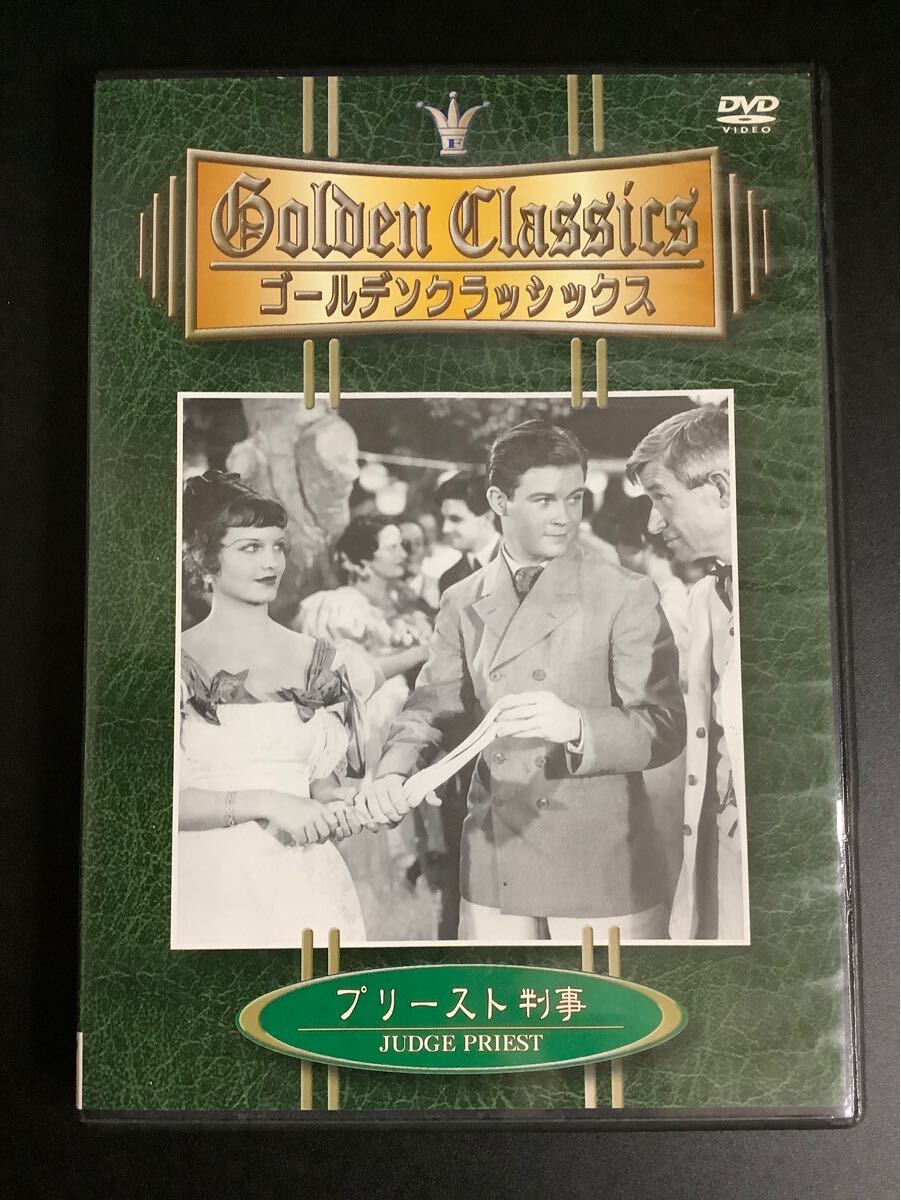 F
DVD
VIDEO
Golden Classics
ゴールデンクラッシックス
プリースト判事
JUDGE PRIEST